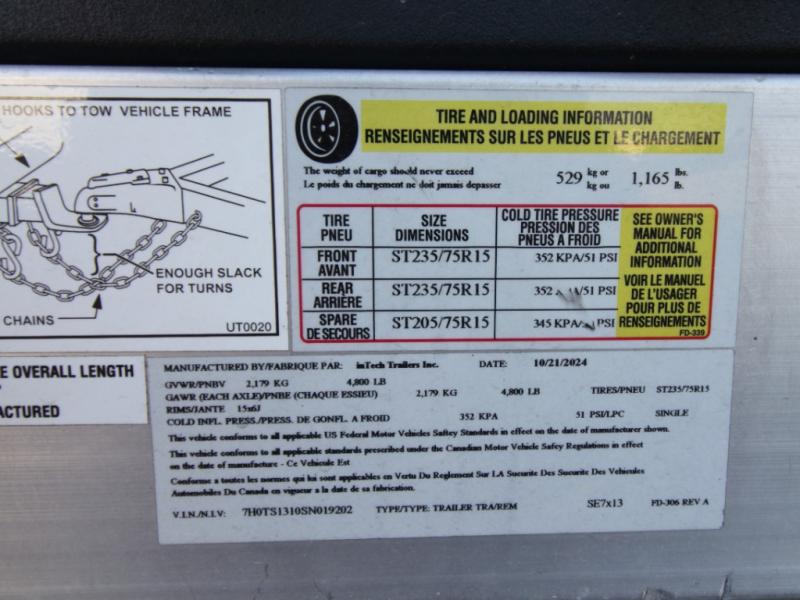 HOOKS TO TOW VEHICLE FRAME
ENOUGH SLACK
FOR TURNS
CHAINS
UT0020
E OVERALL LENGTH
ACTURED
TIRE AND LOADING INFORMATION
RENSEIGNEMENTS SUR LES PNEUS ET LE CHARGEMENT
The weight of cargo should never exceed
Le poids du chargement ne doit jamais depasser
529 kg or kg ou 1,165 lbs. lb.
TIRE PNEU SIZE DIMENSIONS COLD TIRE PRESSURE PRESSION DES PNEUS A FROID
FRONT AVANT ST235/75R15 352 KPA/51 PSI
REAR ARRIÈRE ST235/75R15 352 PSI
SPARE DE SECOURS ST205/75R15 345 KPA/ PSI
SEE OWNER'S
MANUAL FOR
ADDITIONAL
INFORMATION
VOIR LE MANUEL
DE L'USAGER
POUR PLUS DE
RENSEIGNEMENTS
FD-339
MANUFACTURED BY/FABRIQUE PAR: inTech Trailers Inc. DATE: 10/21/2024
GVWR/PNBV 2,179 KG 4,800 LB
GAWR (EACH AXLE)/PNBE (CHAQUE ESSIEU) 2,179 KG 4,800 LB TIRES/PNEU ST235/75R15
RIMS/JANTE 15x6J
COLD INFL. PRESS./PRESS. DE GONFL. A FROID 352 KPA 51 PSI/LPC SINGLE
This vehicle conforms to all applicable US Federal Motor Vehicles Saftey Standards in effect on the date of manufacturer shown.
This vehicle conforms to all applicable standards prescribed under the Canadian Motor Vehicle Safey Regulations in effect
on the date of manufacture - Ce Vehicule Est
Conforme a toutes les normes qui lui sont applicables en Vertu Du Reglement Sur LA Sucurite Des Sucurite Des Vehicules
Automobiles Du Canada en vigueur a la date de sa fabrication.
V.I.N./N.I.V: 7H0TS1310SN019202 TYPE/TYPE: TRAILER TRA/REM SE7x13 FD-306 REV A